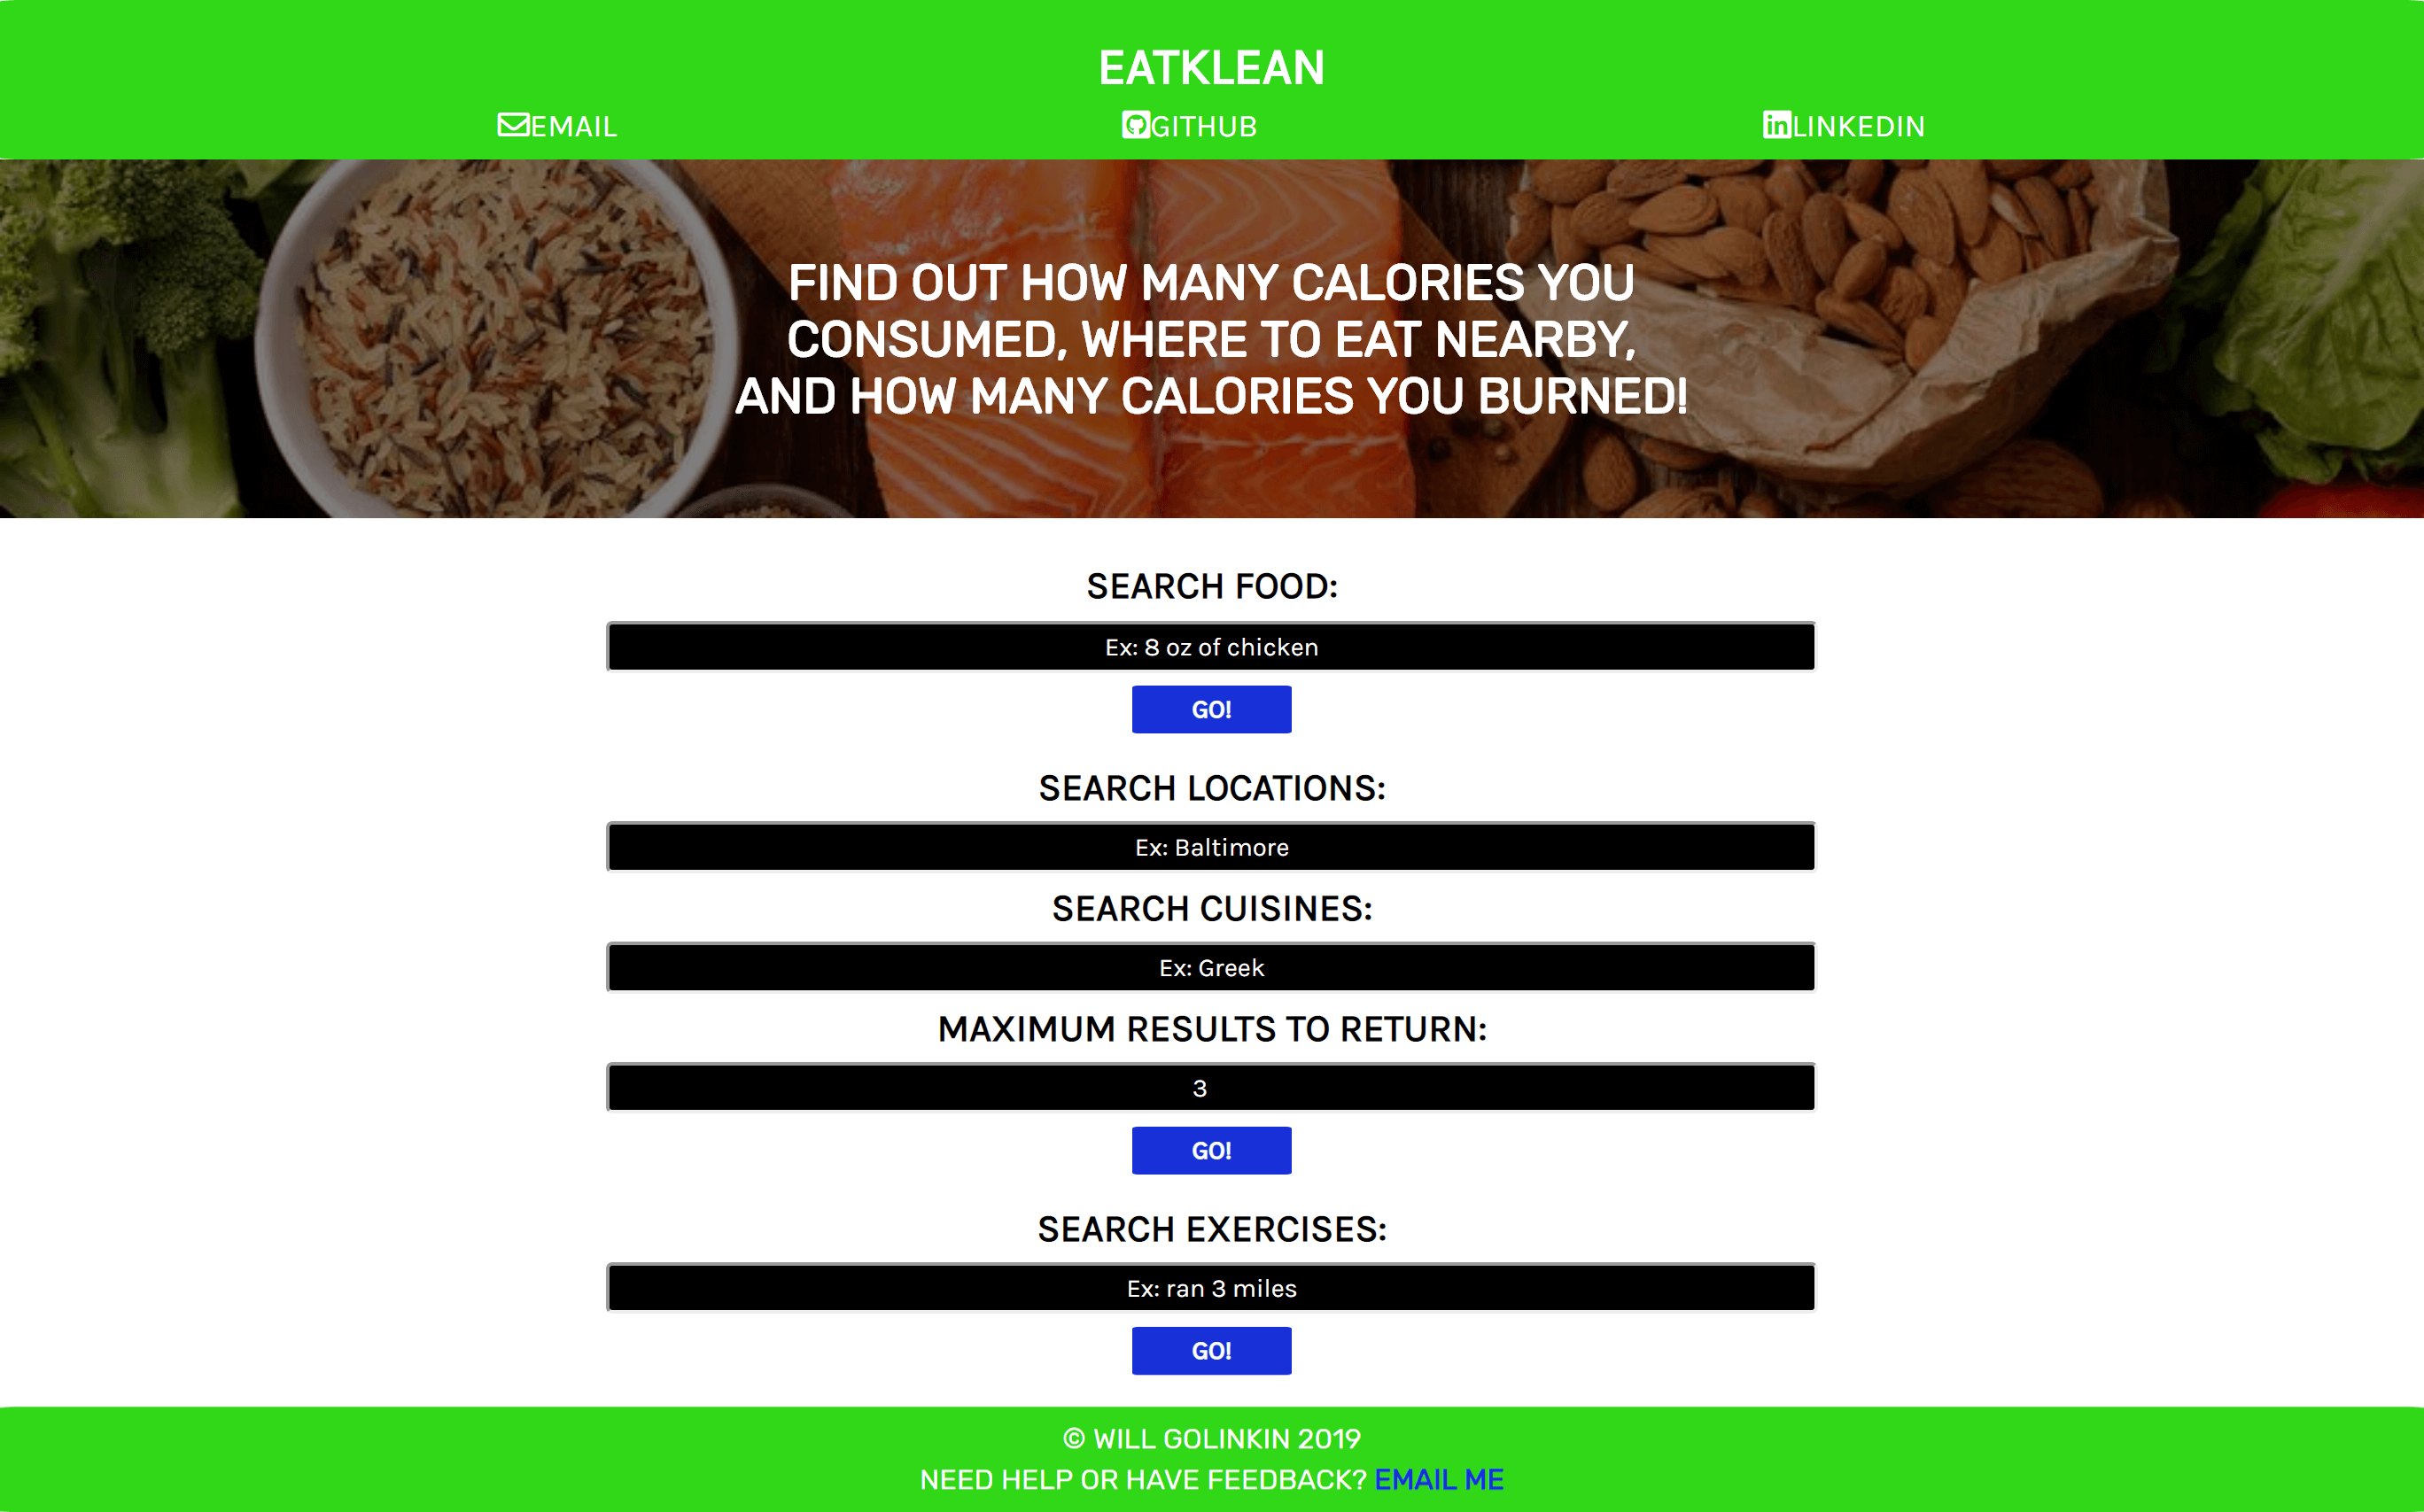 EATKLEAN
EMAIL GITHUB LINKEDIN
FIND OUT HOW MANY CALORIES YOU
CONSUMED, WHERE TO EAT NEARBY,
AND HOW MANY CALORIES YOU BURNED!
SEARCH FOOD:
Ex: 8 oz of chicken
GO!
SEARCH LOCATIONS:
Ex: Baltimore
SEARCH CUISINES:
Ex: Greek
MAXIMUM RESULTS TO RETURN:
3
GO!
SEARCH EXERCISES:
Ex: ran 3 miles
GO!
© WILL GOLINKIN 2019
NEED HELP OR HAVE FEEDBACK? EMAIL ME